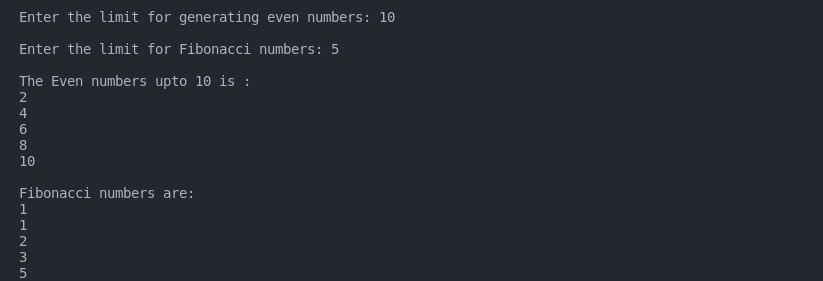 Enter the limit for generating even numbers: 10
Enter the limit for Fibonacci numbers: 5
The Even numbers upto 10 is :
2
4
6
8
10
Fibonacci numbers are:
1
1
2
3
5